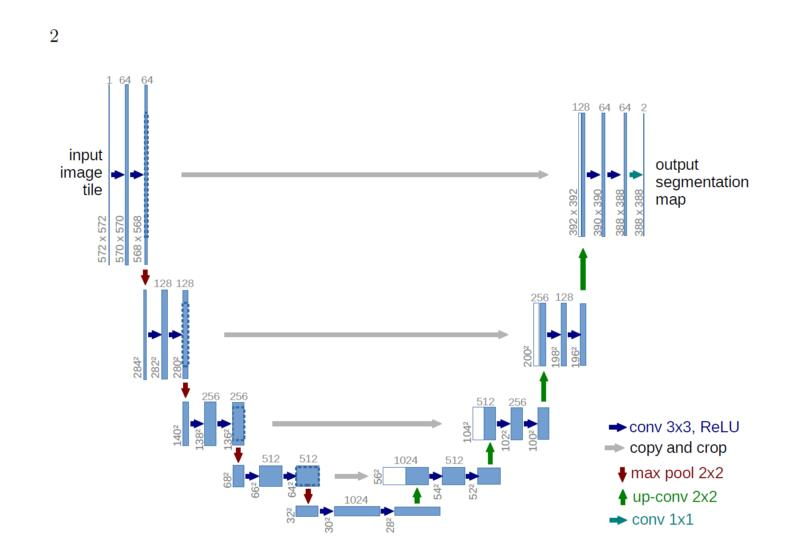 2
1 64 64
128 64 64 2
input
image
tile
output
segmentation
map
572 x 572
570 x 570
568 x 568
392 x 392
390 x 390
388 x 388
388 x 388
128 128
256 128
284²
282²
280²
200²
198²
196²
256 256
512 256
140²
138²
136²
104²
102²
100²
512 512
1024 512
68²
66²
64²
56²
54²
52²
1024
32²
30²
28²
conv 3x3, ReLU
copy and crop
max pool 2x2
up-conv 2x2
conv 1x1